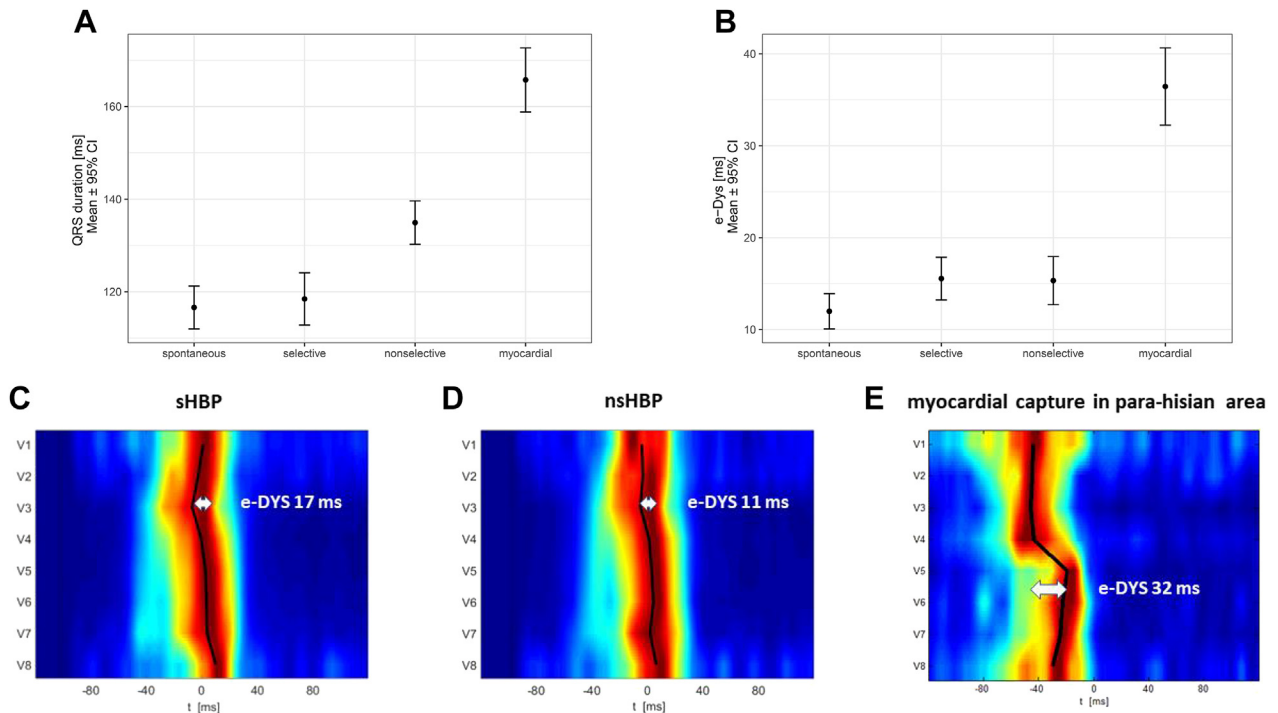 A
QRS duration [ms]
Mean ± 95% CI
160
140
120
spontaneous selective nonselective myocardial
B
e−Dys [ms]
Mean ± 95% CI
40
30
20
10
spontaneous selective nonselective myocardial
C
sHBP
V1
V2
V3
V4
V5
V6
V7
V8
e-DYS 17 ms
-80 -40 0 40 80
t [ms]
D
nsHBP
V1
V2
V3
V4
V5
V6
V7
V8
e-DYS 11 ms
-80 -40 0 40 80
t [ms]
E
myocardial capture in para-hisian area
V1
V2
V3
V4
V5
V6
V7
V8
e-DYS 32 ms
-80 -40 0 40 80
t [ms]